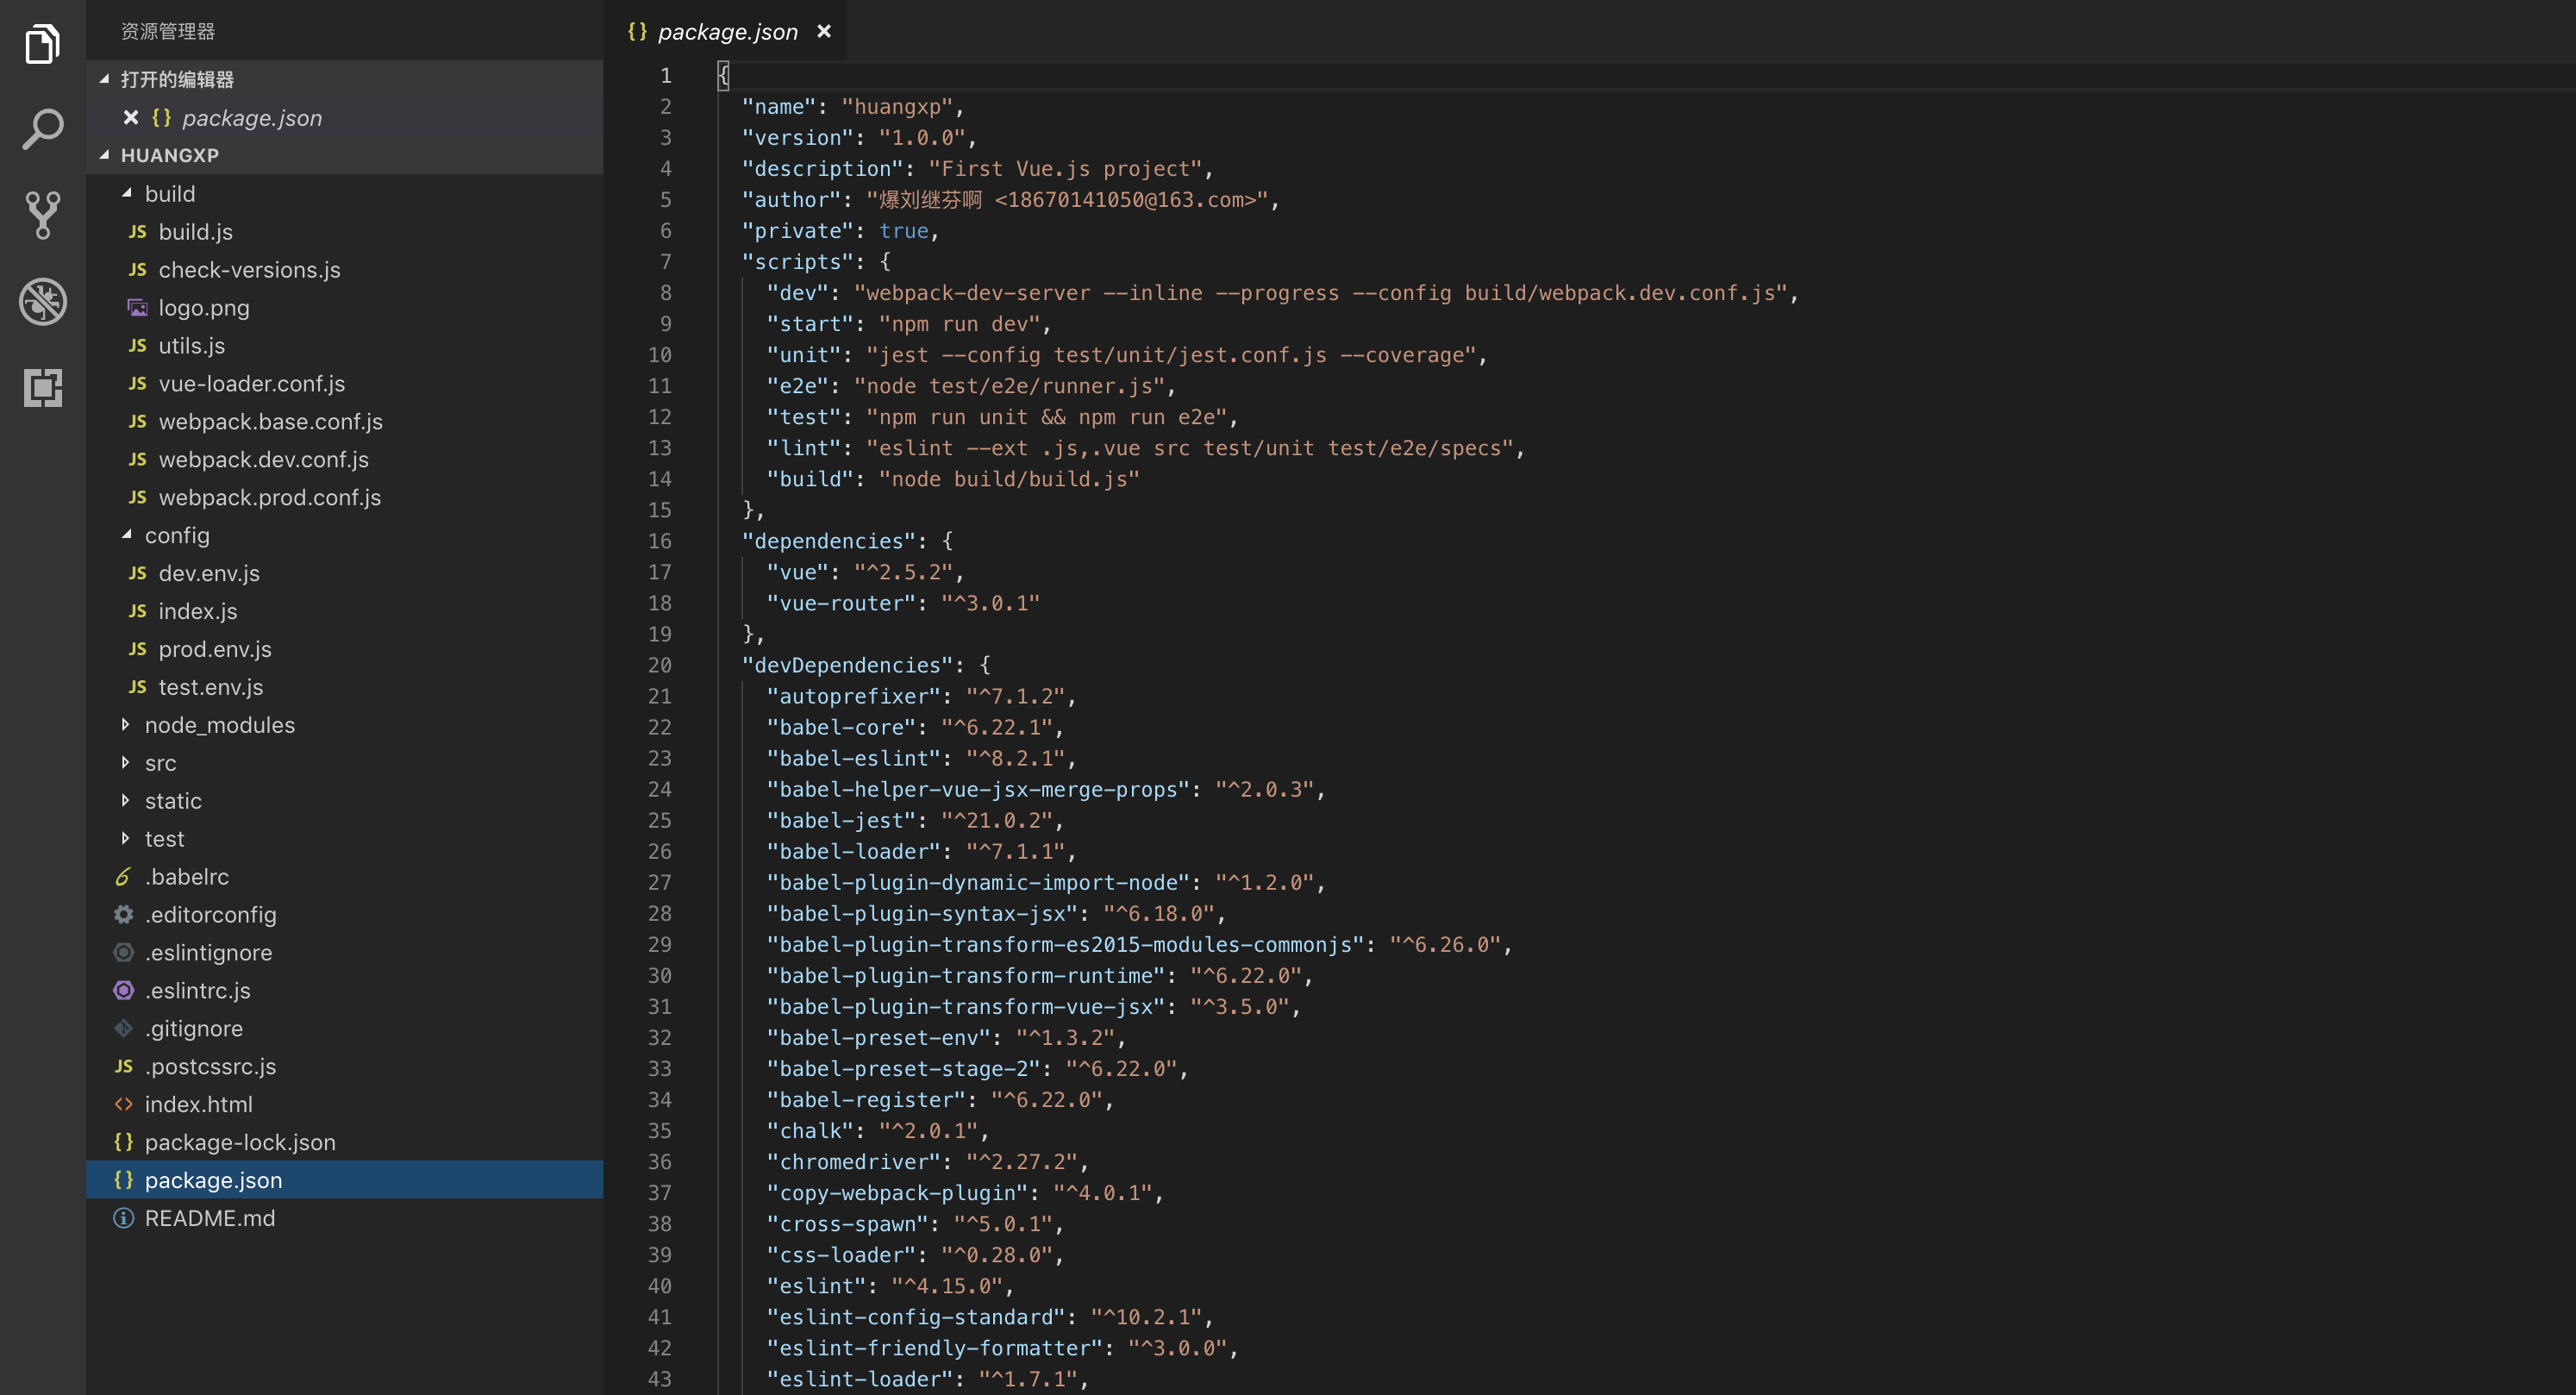 资源管理器
打开的编辑器
package.json
HUANGXP
build
JS build.js
JS check-versions.js
logo.png
JS utils.js
JS vue-loader.conf.js
JS webpack.base.conf.js
JS webpack.dev.conf.js
JS webpack.prod.conf.js
config
JS dev.env.js
JS index.js
JS prod.env.js
JS test.env.js
node_modules
src
static
test
.babelrc
.editorconfig
.eslintignore
.eslintrc.js
.gitignore
JS .postcssrc.js
<> index.html
{} package-lock.json
{} package.json
README.md
{} package.json
1 {
2 "name": "huangxp",
3 "version": "1.0.0",
4 "description": "First Vue.js project",
5 "author": "爆刘继芬啊 <18670141050@163.com>",
6 "private": true,
7 "scripts": {
8 "dev": "webpack-dev-server --inline --progress --config build/webpack.dev.conf.js",
9 "start": "npm run dev",
10 "unit": "jest --config test/unit/jest.conf.js --coverage",
11 "e2e": "node test/e2e/runner.js",
12 "test": "npm run unit && npm run e2e",
13 "lint": "eslint --ext .js,.vue src test/unit test/e2e/specs",
14 "build": "node build/build.js"
15 },
16 "dependencies": {
17 "vue": "^2.5.2",
18 "vue-router": "^3.0.1"
19 },
20 "devDependencies": {
21 "autoprefixer": "^7.1.2",
22 "babel-core": "^6.22.1",
23 "babel-eslint": "^8.2.1",
24 "babel-helper-vue-jsx-merge-props": "^2.0.3",
25 "babel-jest": "^21.0.2",
26 "babel-loader": "^7.1.1",
27 "babel-plugin-dynamic-import-node": "^1.2.0",
28 "babel-plugin-syntax-jsx": "^6.18.0",
29 "babel-plugin-transform-es2015-modules-commonjs": "^6.26.0",
30 "babel-plugin-transform-runtime": "^6.22.0",
31 "babel-plugin-transform-vue-jsx": "^3.5.0",
32 "babel-preset-env": "^1.3.2",
33 "babel-preset-stage-2": "^6.22.0",
34 "babel-register": "^6.22.0",
35 "chalk": "^2.0.1",
36 "chromedriver": "^2.27.2",
37 "copy-webpack-plugin": "^4.0.1",
38 "cross-spawn": "^5.0.1",
39 "css-loader": "^0.28.0",
40 "eslint": "^4.15.0",
41 "eslint-config-standard": "^10.2.1",
42 "eslint-friendly-formatter": "^3.0.0",
43 "eslint-loader": "^1.7.1",